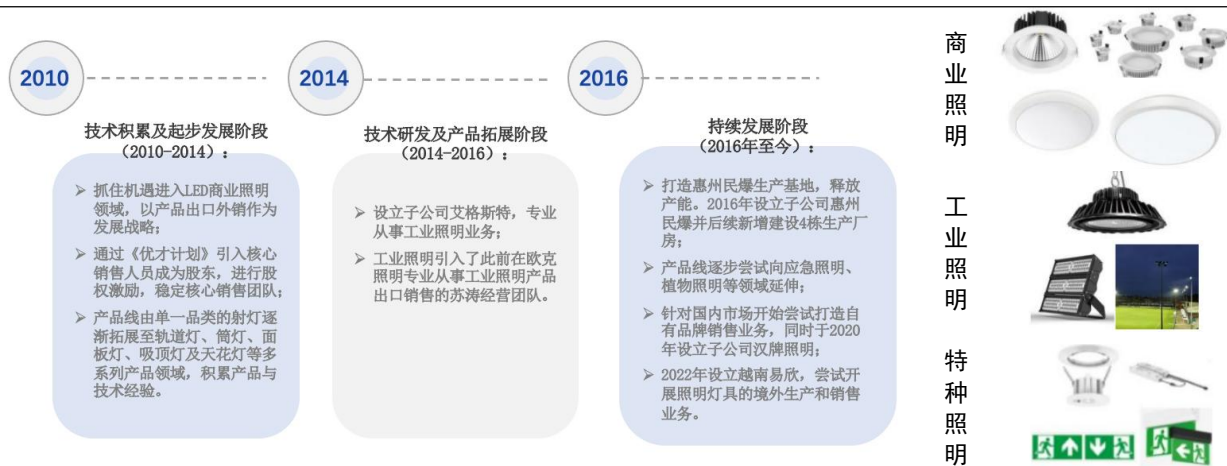 2010
2014
2016
技术积累及起步发展阶段
（2010-2014）：
➢ 抓住机遇进入LED商业照明
领域，以产品出口外销作为
发展战略；
➢ 通过《优才计划》引入核心
销售人员成为股东，进行股
权激励，稳定核心销售团队；
➢ 产品线由单一品类的射灯逐
渐拓展至轨道灯、筒灯、面
板灯、吸顶灯及天花灯等多
系列产品领域，积累产品与
技术经验。
技术研发及产品拓展阶段
（2014-2016）：
➢ 设立子公司艾格斯特，专业
从事工业照明业务；
➢ 工业照明引入了此前在欧克
照明专业从事工业照明产品
出口销售的苏涛经营团队。
持续发展阶段
（2016年至今）：
➢ 打造惠州民爆生产基地，释放
产能。2016年设立子公司惠州
民爆并后续新增建设4栋生产厂
房；
➢ 产品线逐步尝试向应急照明、
植物照明等领域延伸；
➢ 针对国内市场开始尝试打造自
有品牌销售业务，同时于2020
年设立子公司汉牌照明；
➢ 2022年设立越南易欣，尝试开
展照明灯具的境外生产和销售
业务。
商业照明
工业照明
特种照明